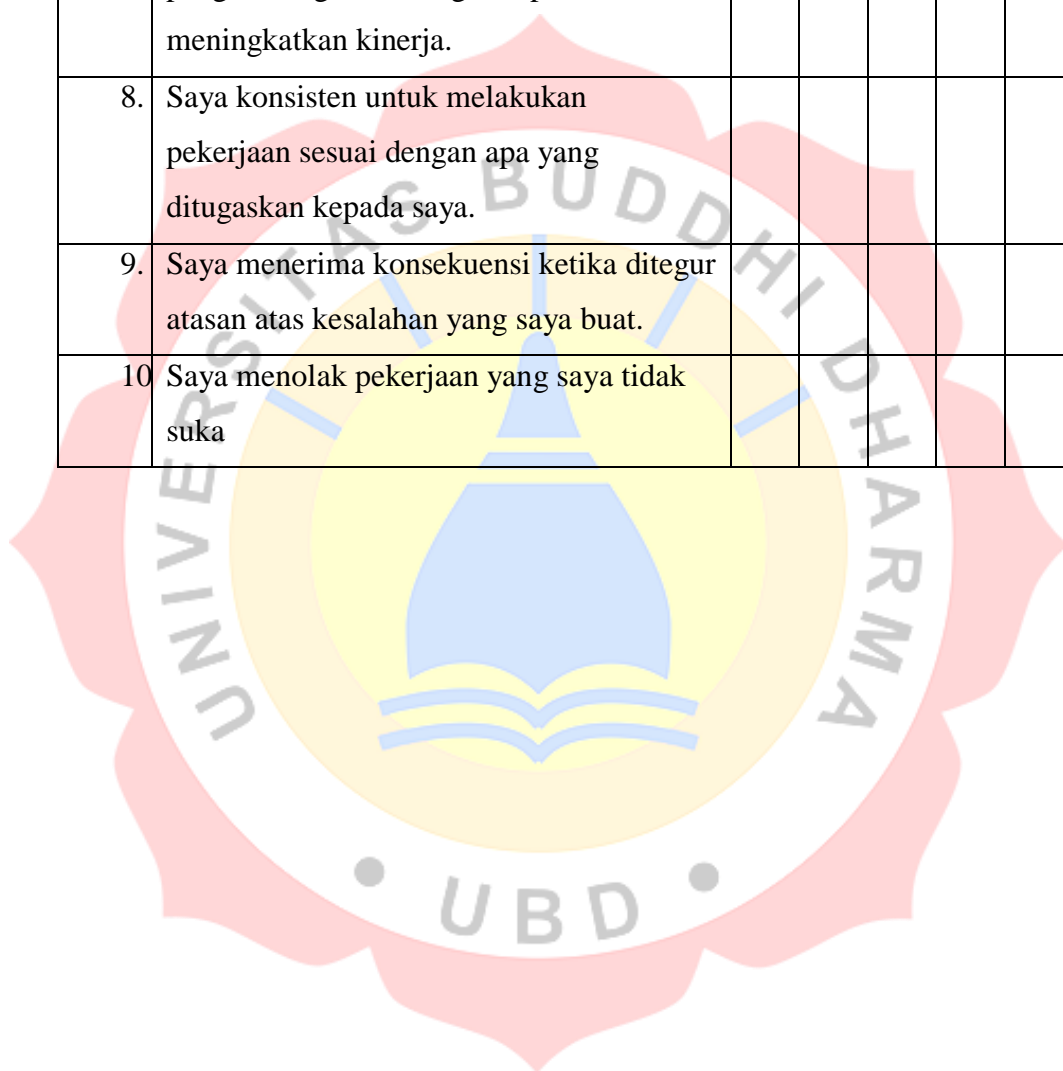 meningkatkan kinerja.
8. Saya konsisten untuk melakukan
pekerjaan sesuai dengan apa yang
ditugaskan kepada saya.
9. Saya menerima konsekuensi ketika ditegur
atasan atas kesalahan yang saya buat.
10 Saya menolak pekerjaan yang saya tidak
suka
UNIVERSITAS BUDDHI DHARMA
• UBD •